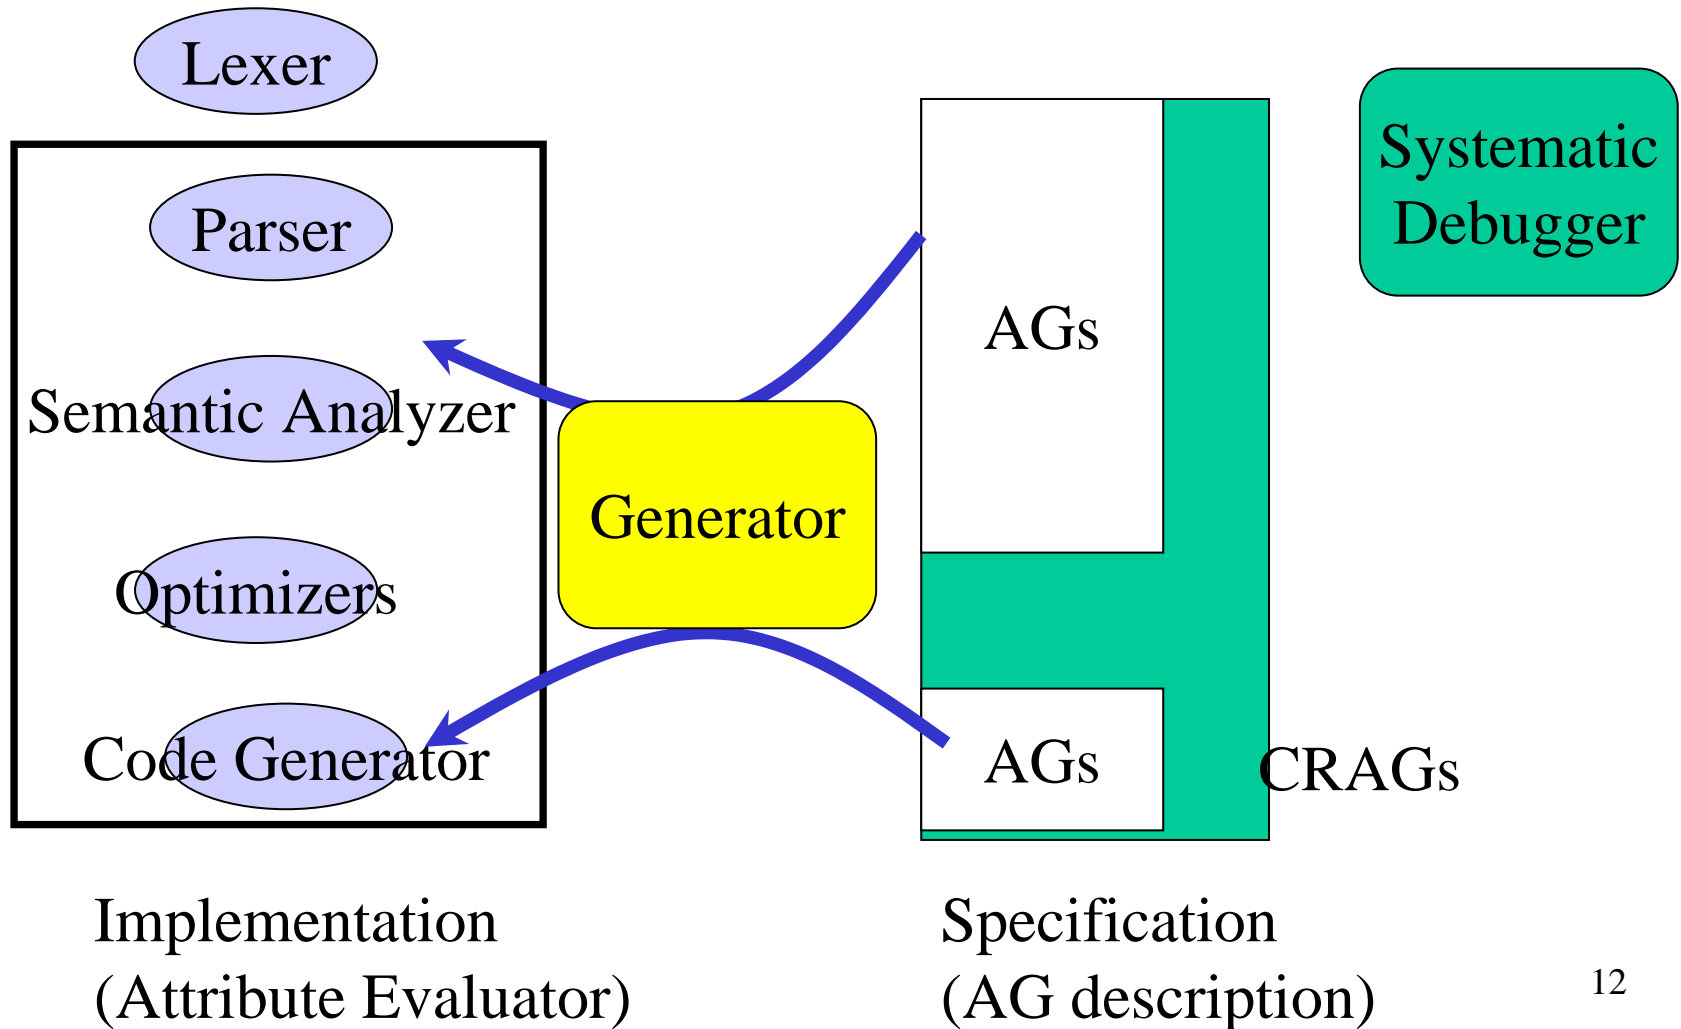 Lexer
Parser
Semantic Analyzer
Optimizers
Code Generator
Generator
AGs
AGs
CRAGs
Systematic
Debugger
Implementation
(Attribute Evaluator)
Specification
(AG description)
12